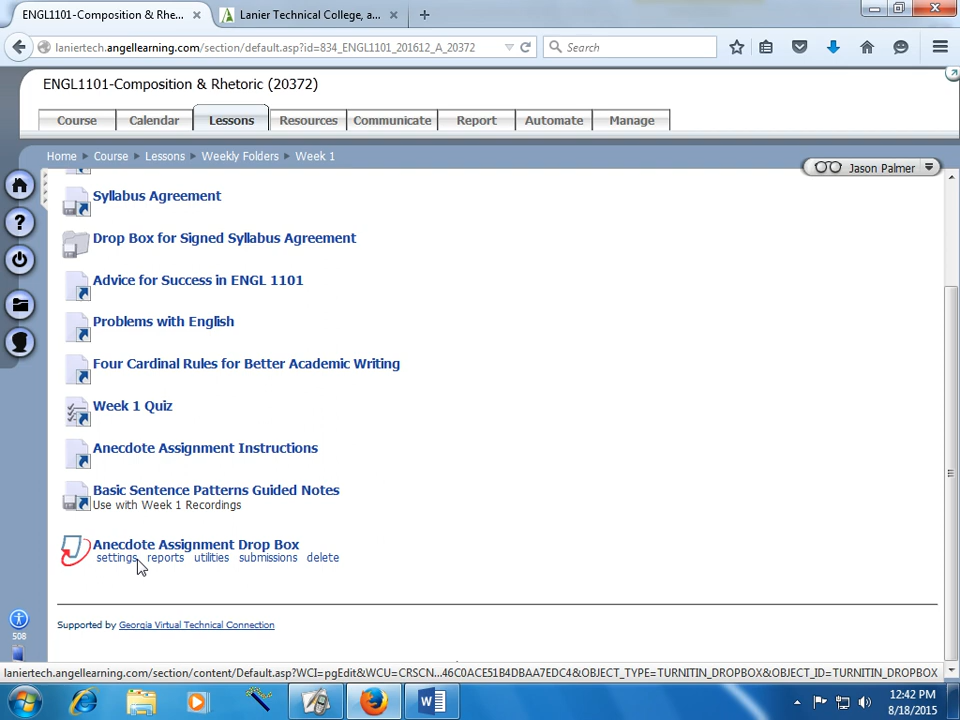 ENGL1101-Composition & Rhe...
Lanier Technical College, a...
laniertech.angellearning.com/section/default.asp?id=834_ENGL1101_201612_A_20372
Search
ENGL1101-Composition & Rhetoric (20372)
Course
Calendar
Lessons
Resources
Communicate
Report
Automate
Manage
Home Course Lessons Weekly Folders Week 1
Jason Palmer
Syllabus Agreement
Drop Box for Signed Syllabus Agreement
Advice for Success in ENGL 1101
Problems with English
Four Cardinal Rules for Better Academic Writing
Week 1 Quiz
Anecdote Assignment Instructions
Basic Sentence Patterns Guided Notes
Use with Week 1 Recordings
Anecdote Assignment Drop Box
settings reports utilities submissions delete
Supported by Georgia Virtual Technical Connection
508
laniertech.angellearning.com/section/content/Default.asp?WCI=pgEdit&WCU=CRSCN...46C0ACE51B4DBAA7EDC4&OBJECT_TYPE=TURNITIN_DROPBOX&OBJECT_ID=TURNITIN_DROPBOX
12:42 PM
8/18/2015